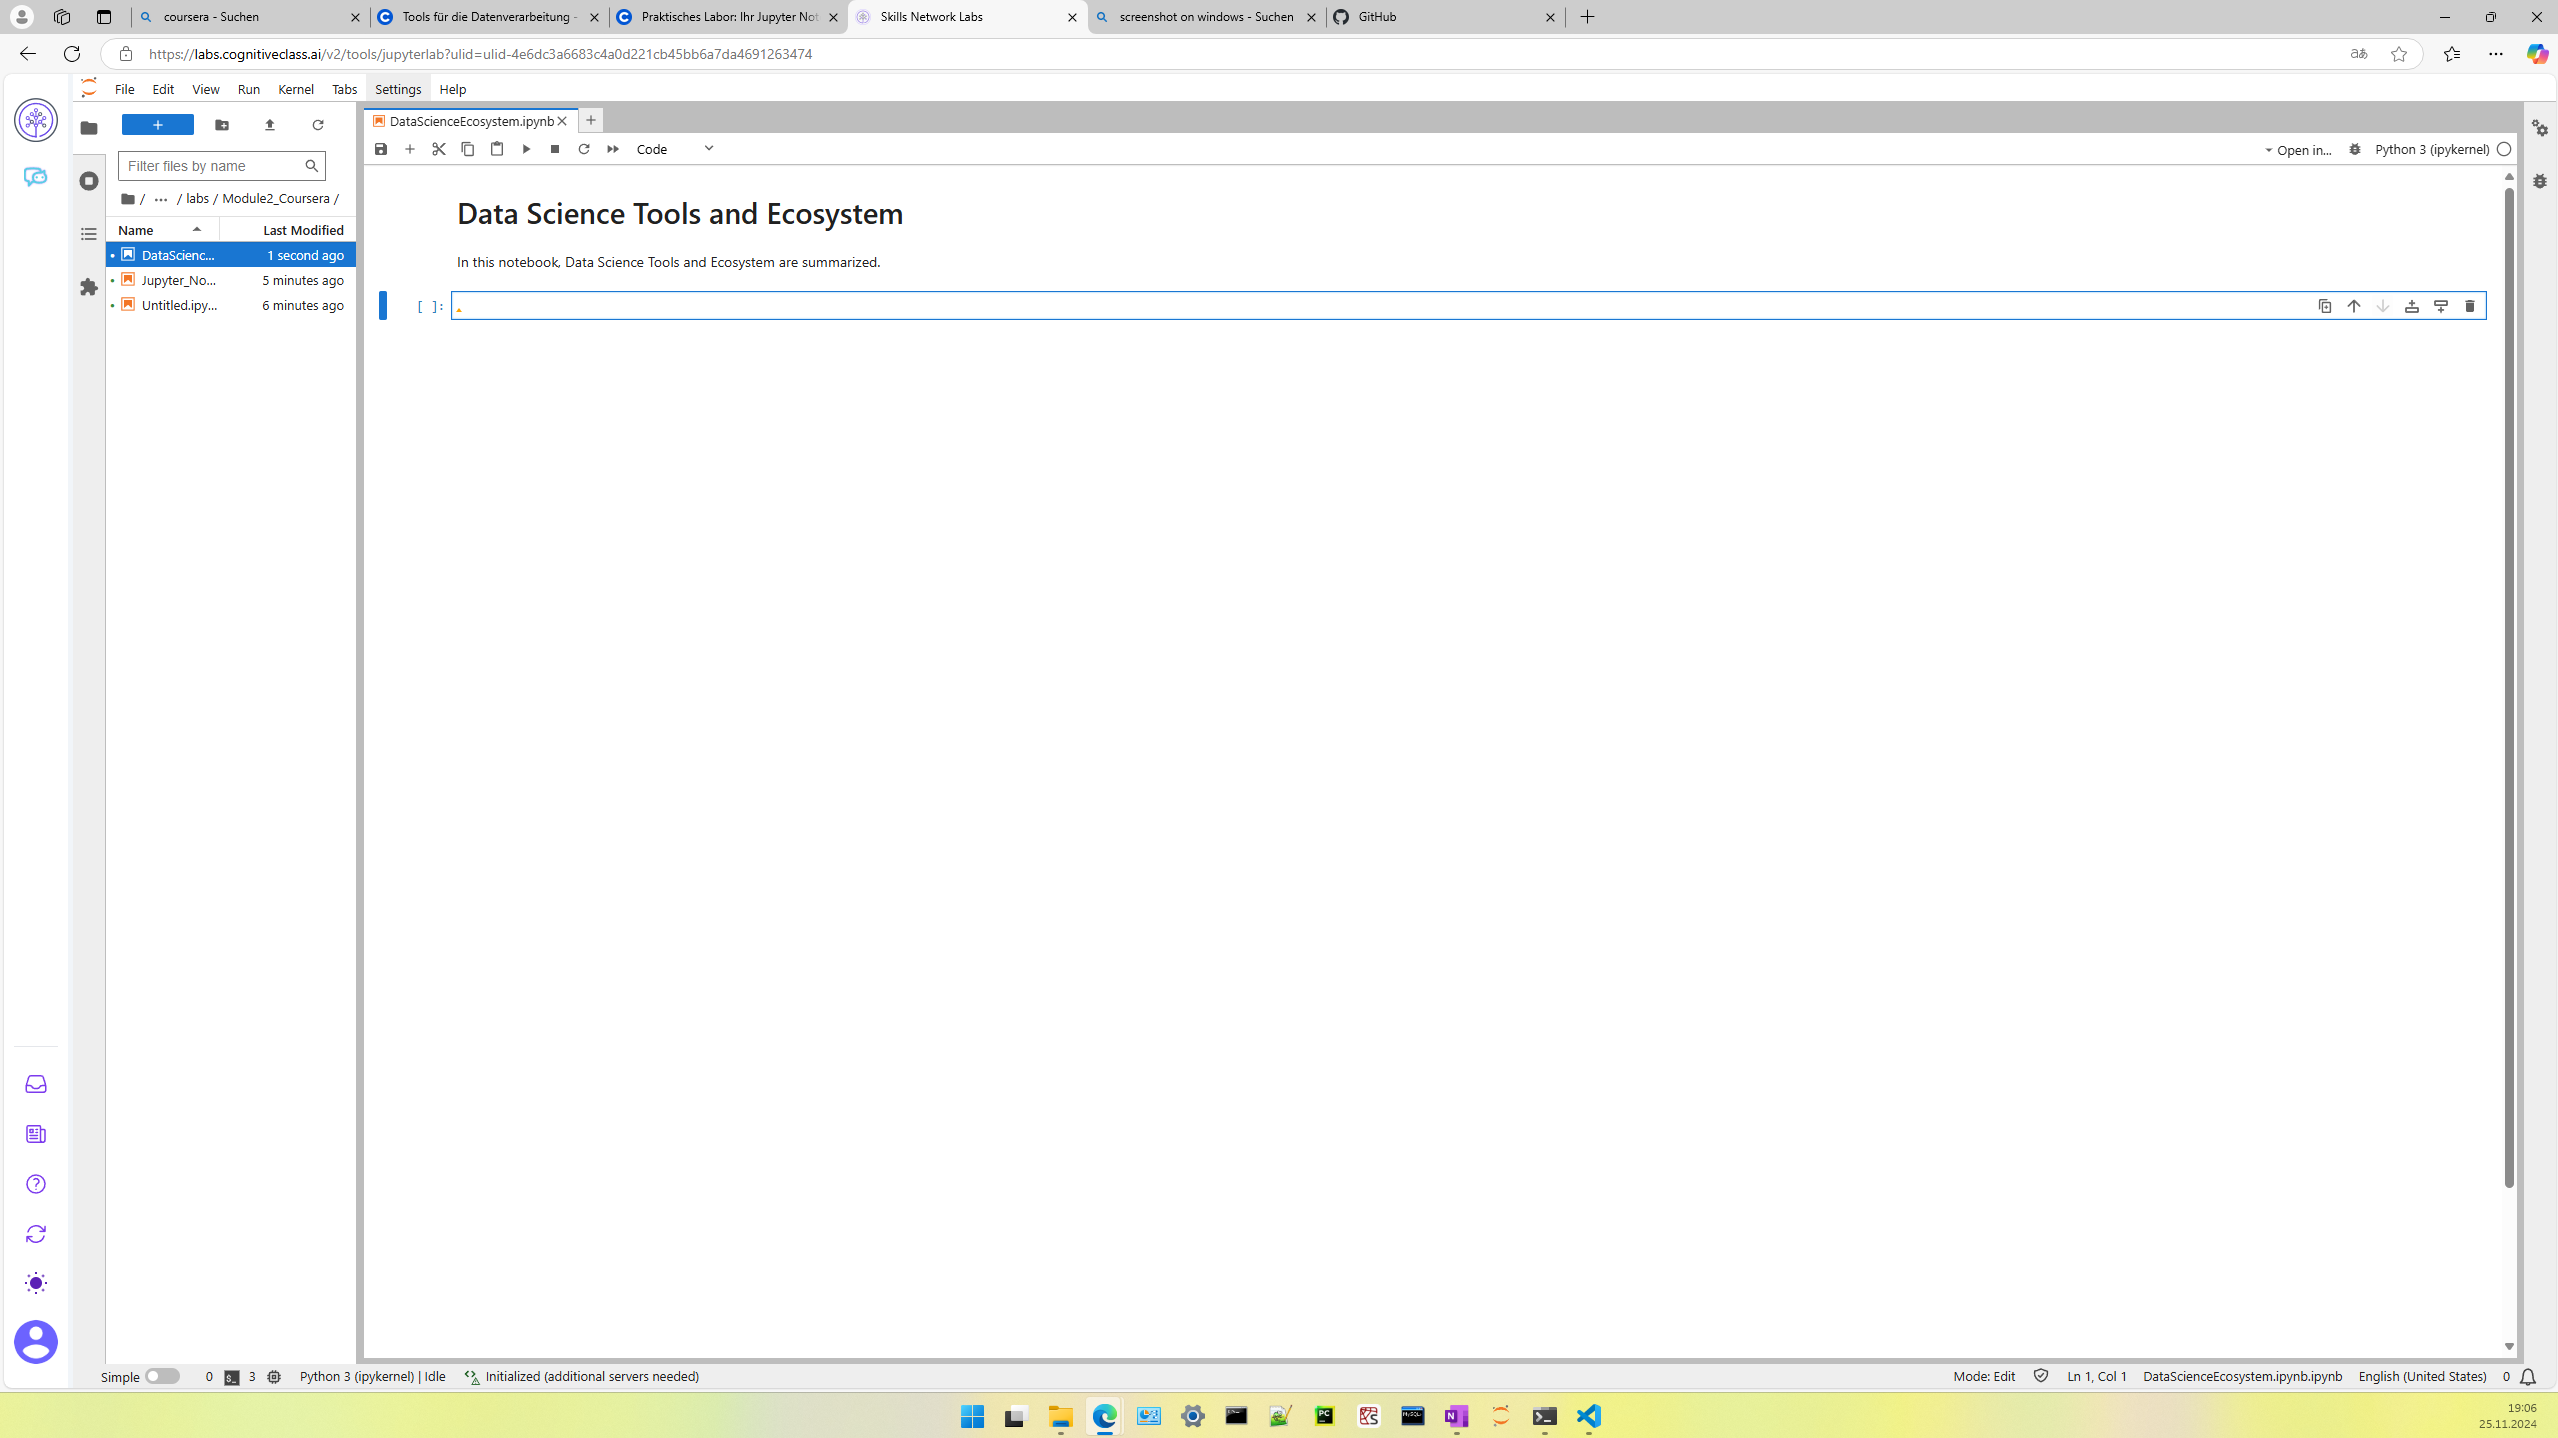 coursera - Suchen
Tools für die Datenverarbeitung -
Praktisches Labor: Ihr Jupyter Not
Skills Network Labs
screenshot on windows - Suchen
GitHub
https://labs.cognitiveclass.ai/v2/tools/jupyterlab?ulid=ulid-4e6dc3a6683c4a0d221cb45bb6a7da4691263474
File Edit View Run Kernel Tabs Settings Help
DataScienceEcosystem.ipynb
Code
Open in...
Python 3 (ipykernel)
Filter files by name
/ ... / labs / Module2_Coursera /
Name Last Modified
DataScienc... 1 second ago
Jupyter_No... 5 minutes ago
Untitled.ipy... 6 minutes ago
Data Science Tools and Ecosystem
In this notebook, Data Science Tools and Ecosystem are summarized.
[ ]:
Simple 0 3 Python 3 (ipykernel) | Idle Initialized (additional servers needed)
Mode: Edit Ln 1, Col 1 DataScienceEcosystem.ipynb.ipynb English (United States) 0
19:06
25.11.2024